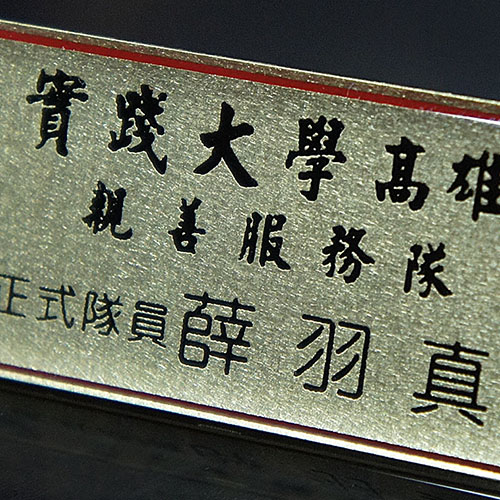 實踐大學高雄
親善服務隊
正式隊員 薛羽真